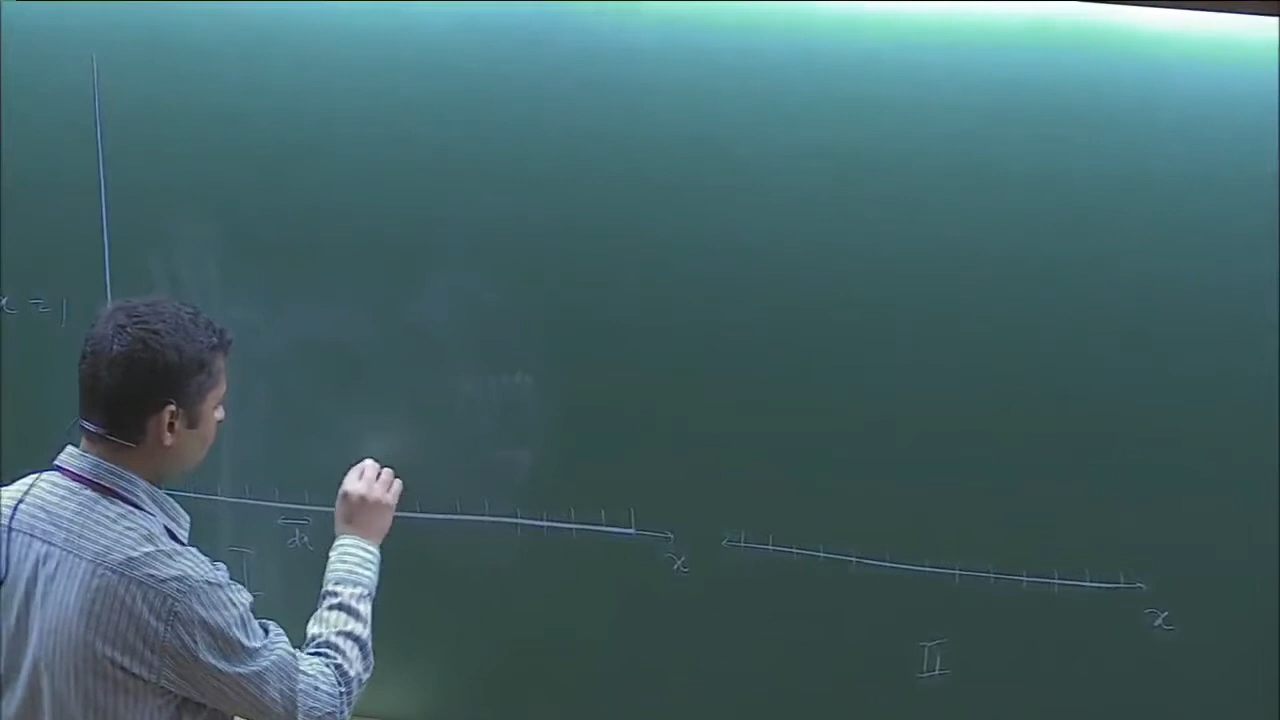 x = 1
dx
x
I
x
II